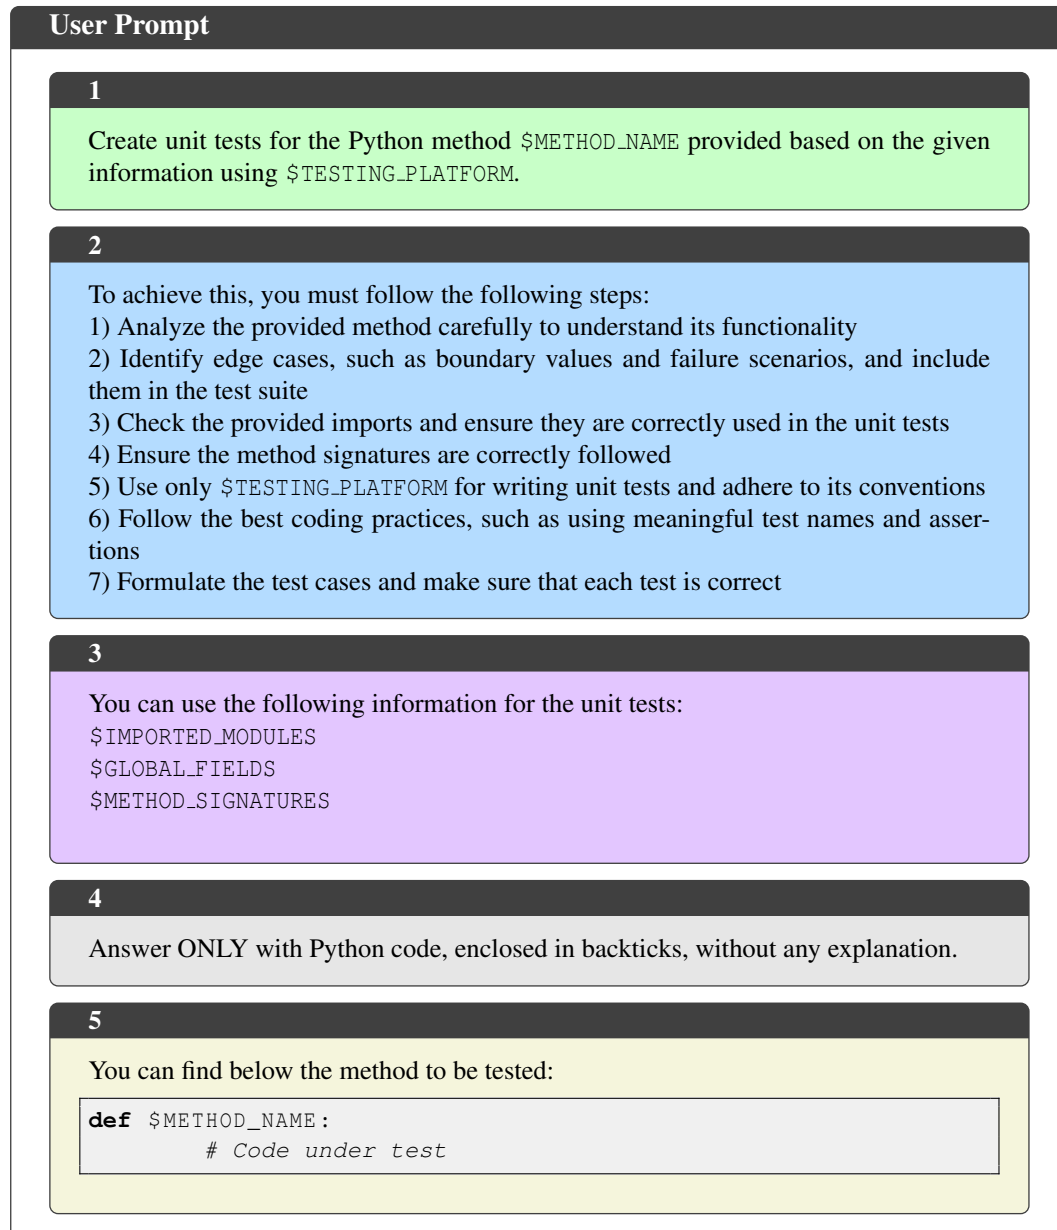 User Prompt
1
Create unit tests for the Python method $METHOD_NAME provided based on the given
information using $TESTING_PLATFORM.
2
To achieve this, you must follow the following steps:
1) Analyze the provided method carefully to understand its functionality
2) Identify edge cases, such as boundary values and failure scenarios, and include
them in the test suite
3) Check the provided imports and ensure they are correctly used in the unit tests
4) Ensure the method signatures are correctly followed
5) Use only $TESTING_PLATFORM for writing unit tests and adhere to its conventions
6) Follow the best coding practices, such as using meaningful test names and asser-
tions
7) Formulate the test cases and make sure that each test is correct
3
You can use the following information for the unit tests:
$IMPORTED_MODULES
$GLOBAL_FIELDS
$METHOD_SIGNATURES
4
Answer ONLY with Python code, enclosed in backticks, without any explanation.
5
You can find below the method to be tested:
def $METHOD_NAME:
# Code under test